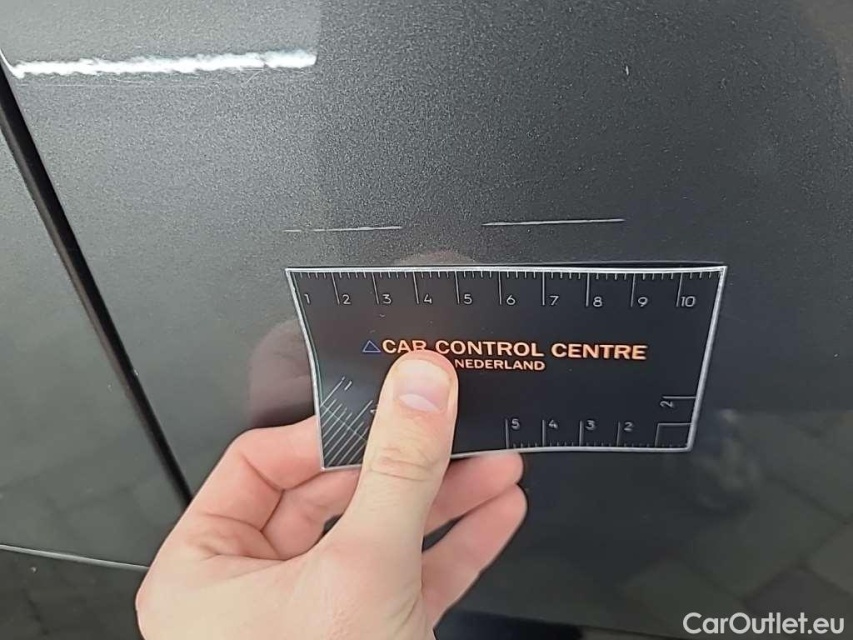 1 2 3 4 5 6 7 8 9 10
CAR CONTROL CENTRE
NEDERLAND
5 4 3 2
2
CarOutlet.eu